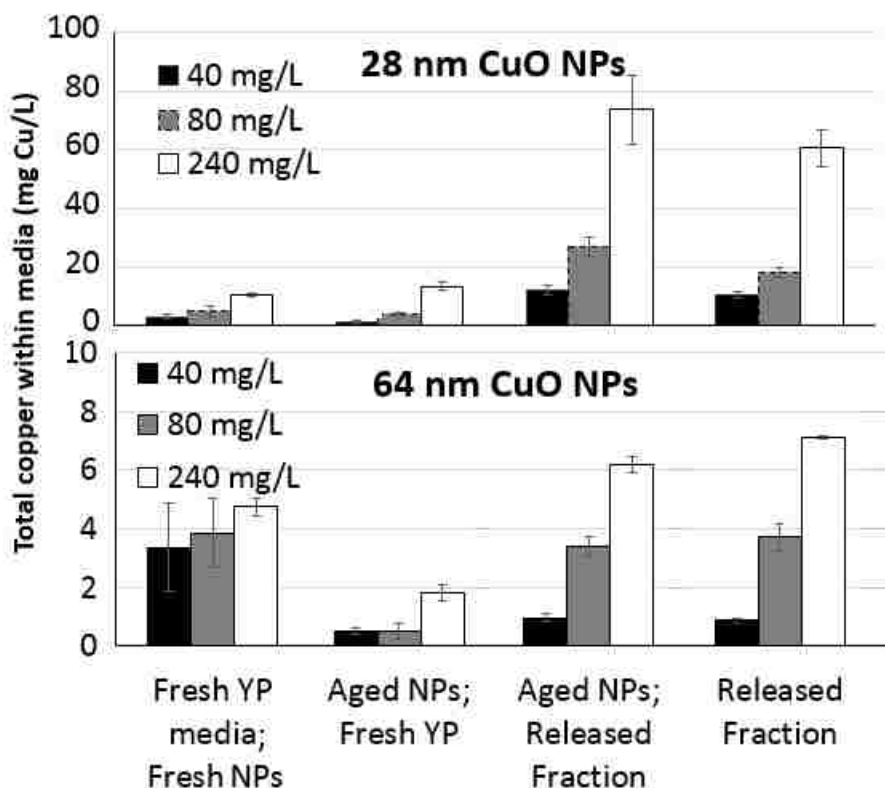 Total copper within media (mg Cu/L)
100
80
60
40
20
0
28 nm CuO NPs
40 mg/L
80 mg/L
240 mg/L
10
8
6
4
2
0
64 nm CuO NPs
40 mg/L
80 mg/L
240 mg/L
Fresh YP
media;
Fresh NPs
Aged NPs;
Fresh YP
Aged NPs;
Released
Fraction
Released
Fraction